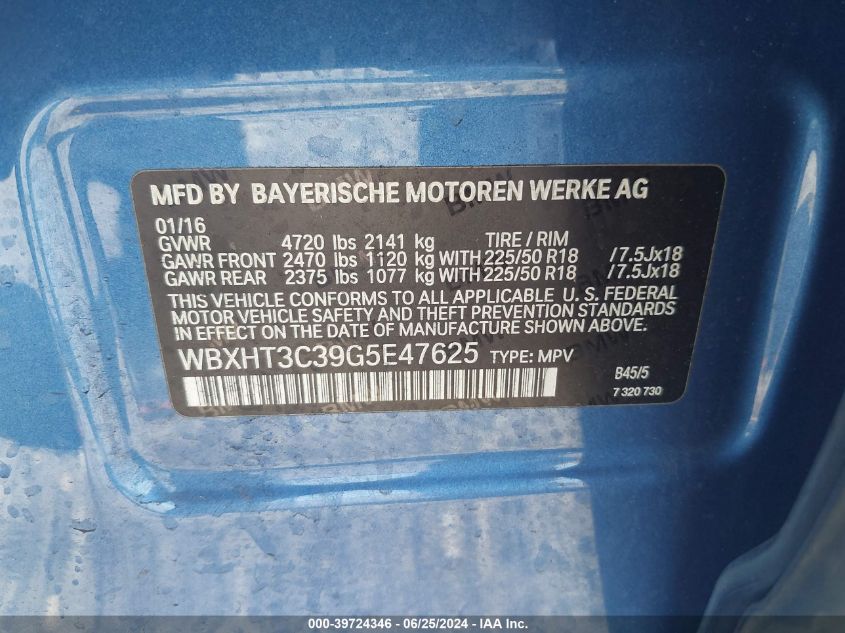 MFD BY BAYERISCHE MOTOREN WERKE AG
01/16
GVWR 4720 lbs 2141 kg TIRE / RIM
GAWR FRONT 2470 lbs 1120 kg WITH 225/50 R18 /7.5Jx18
GAWR REAR 2375 lbs 1077 kg WITH 225/50 R18 /7.5Jx18
THIS VEHICLE CONFORMS TO ALL APPLICABLE U. S. FEDERAL
MOTOR VEHICLE SAFETY AND THEFT PREVENTION STANDARDS
IN EFFECT ON THE DATE OF MANUFACTURE SHOWN ABOVE.
WBXHT3C39G5E47625 TYPE: MPV
B45/5
7 320 730
000-39724346 - 06/25/2024 - IAA Inc.